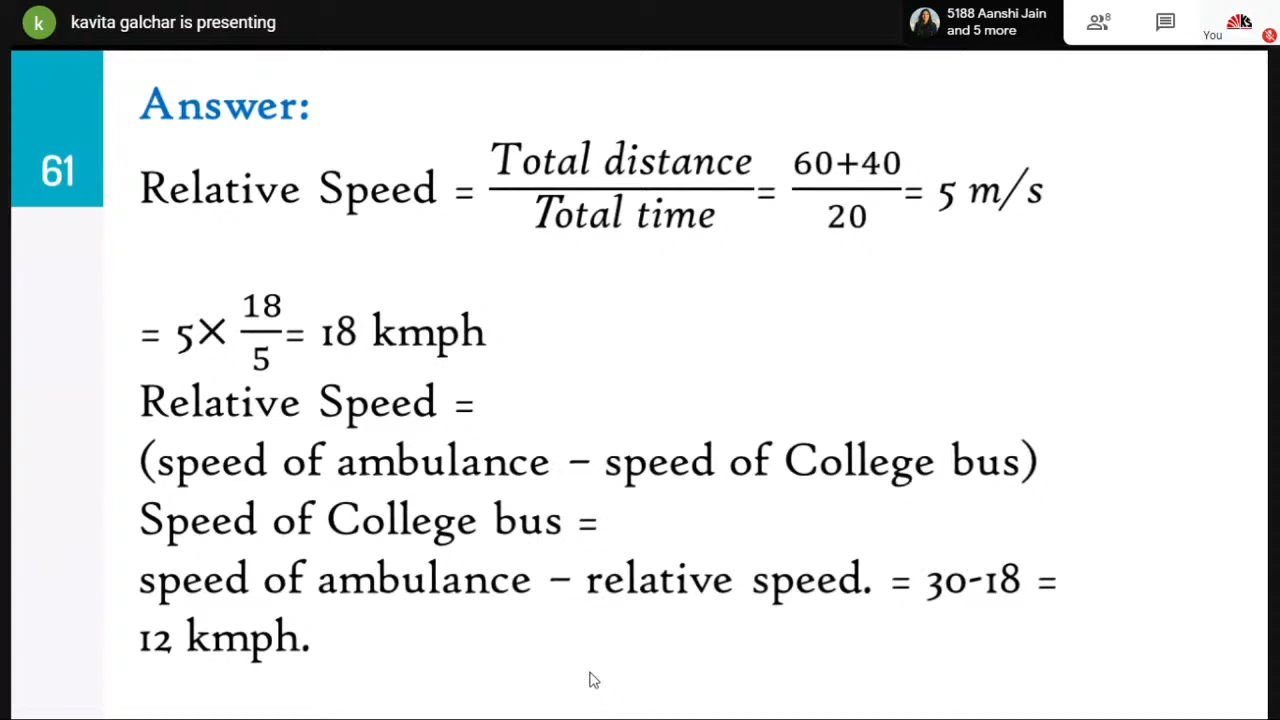 k kavita galchar is presenting
5188 Aanshi Jain
and 5 more
8
You
ks
61
Answer:
Relative Speed = Total distance / Total time = 60+40 / 20 = 5 m/s
= 5× 18 / 5 = 18 kmph
Relative Speed =
(speed of ambulance – speed of College bus)
Speed of College bus =
speed of ambulance – relative speed. = 30-18 =
12 kmph.